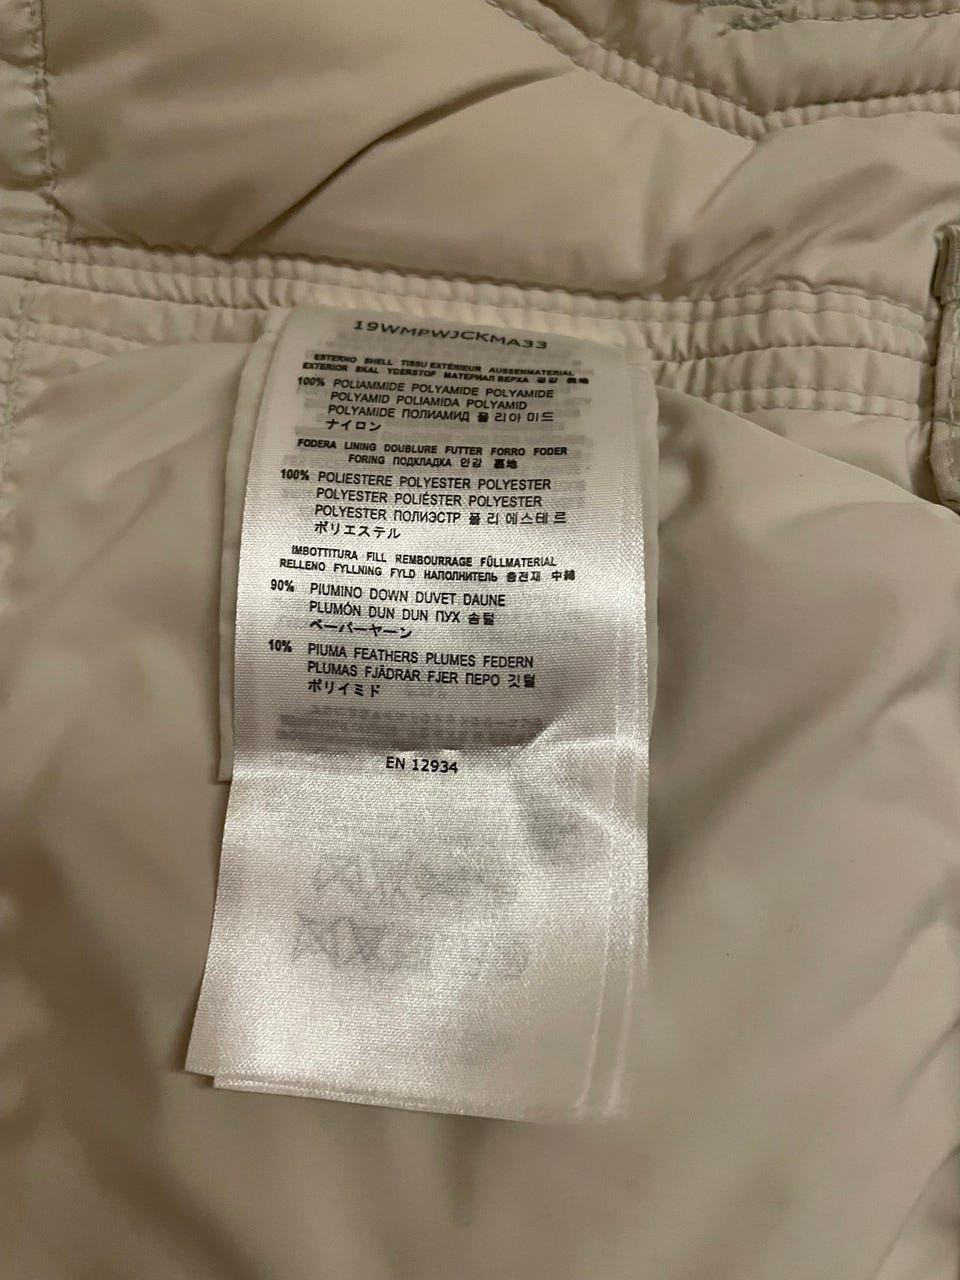 19WMPWJCKMA33
ESTERNO SHELL TISSU EXTÉRIEUR AUSSENMATERIAL
EXTERIOR SKAL YDERSTOF МАТЕРИАЛ ВЕРХА 겉감 表地
100% POLIAMMIDE POLYAMIDE POLYAMIDE
POLYAMID POLIAMIDA POLYAMID
POLYAMIDE ПОЛИАМИД 폴리아미드
ナイロン
FODERA LINING DOUBLURE FUTTER FORRO FODER
FORING ПОДКЛАДКА 안감 裏地
100% POLIESTERE POLYESTER POLYESTER
POLYESTER POLIÉSTER POLYESTER
POLYESTER ПОЛИЭСТР 폴리에스테르
ポリエステル
IMBOTTITURA FILL REMBOURRAGE FÜLLMATERIAL
RELLENO FYLLNING FYLD НАПОЛНИТЕЛЬ 충전재 中綿
90% PIUMINO DOWN DUVET DAUNE
PLUMÓN DUN DUN ПУХ 솜털
ペーパーヤーン
10% PIUMA FEATHERS PLUMES FEDERN
PLUMAS FJÄDRAR FJER ПЕРО 깃털
ポリイミド
EN 12934